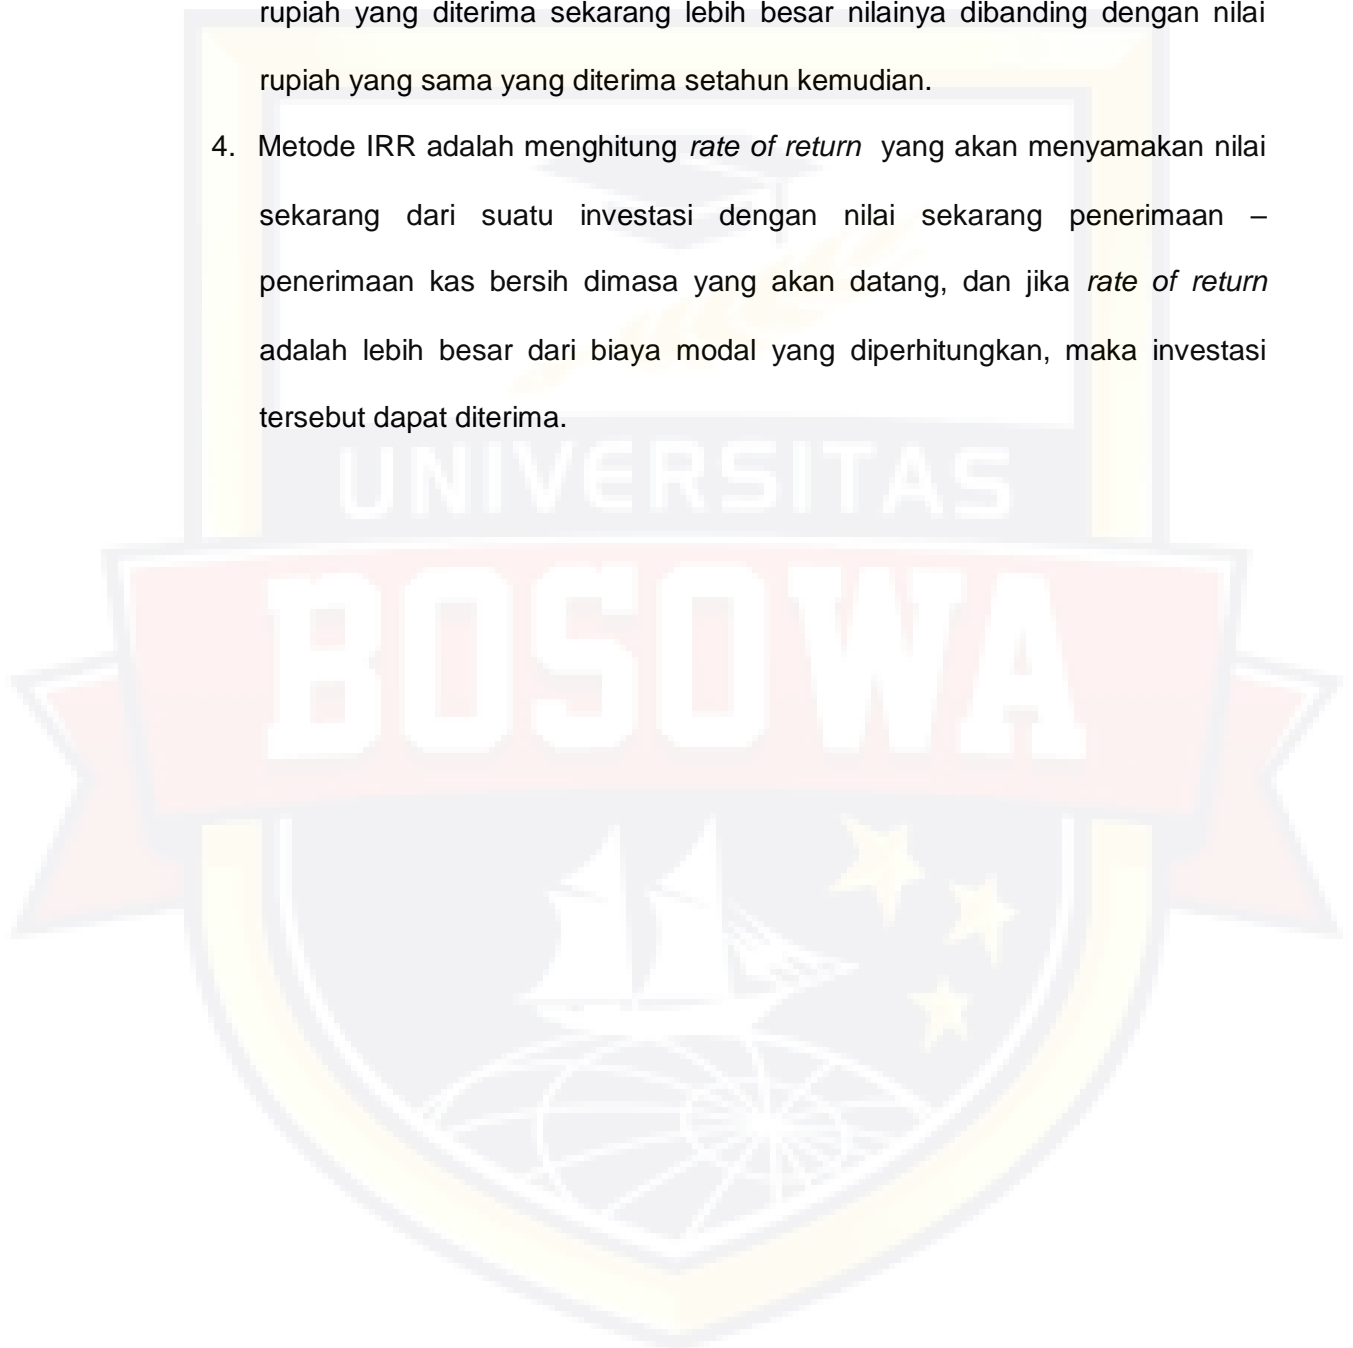 rupiah yang diterima sekarang lebih besar nilainya dibanding dengan nilai
rupiah yang sama yang diterima setahun kemudian.
4. Metode IRR adalah menghitung rate of return yang akan menyamakan nilai
sekarang dari suatu investasi dengan nilai sekarang penerimaan –
penerimaan kas bersih dimasa yang akan datang, dan jika rate of return
adalah lebih besar dari biaya modal yang diperhitungkan, maka investasi
tersebut dapat diterima.
UNIVERSITAS
BOSOWA